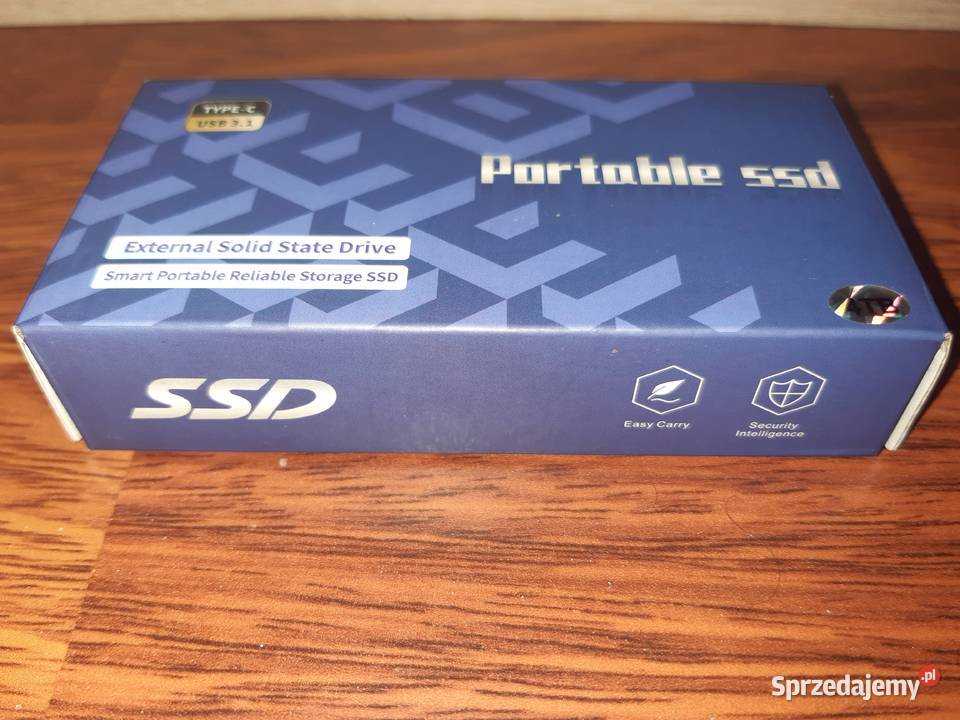 TYPE-C
USB 3.1
Portable ssd
External Solid State Drive
Smart Portable Reliable Storage SSD
SSD
Easy Carry
Security
Intelligence
Sprzedajemy.pl